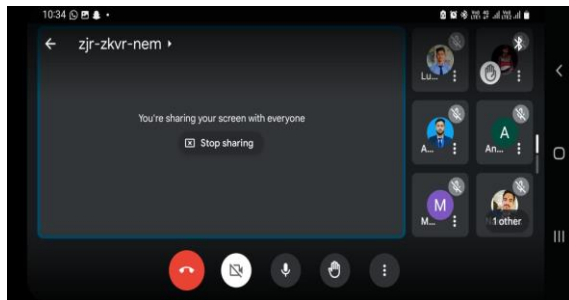 10:34
zjr-zkvr-nem
You're sharing your screen with everyone
Stop sharing
Lu...
A...
A
An...
M
M...
1 other